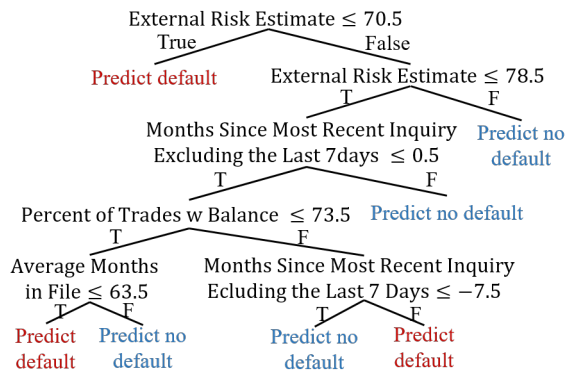 External Risk Estimate ≤ 70.5
True
False
Predict default
External Risk Estimate ≤ 78.5
T
F
Months Since Most Recent Inquiry
Excluding the Last 7days ≤ 0.5
Predict no
default
T
F
Percent of Trades w Balance ≤ 73.5
Predict no default
T
F
Average Months
in File ≤ 63.5
Months Since Most Recent Inquiry
Ecluding the Last 7 Days ≤ −7.5
T
F
T
F
Predict
default
Predict no
default
Predict no
default
Predict
default